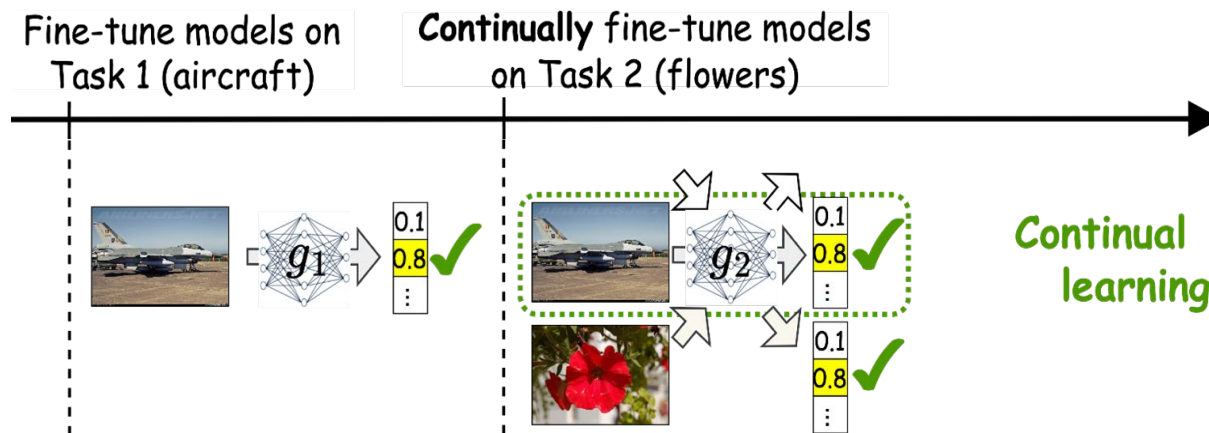 Fine-tune models on
Task 1 (aircraft)
Continually fine-tune models
on Task 2 (flowers)
0.1
g1
0.8
⋮
0.1
g2
0.8
⋮
Continual
learning
0.1
0.8
⋮